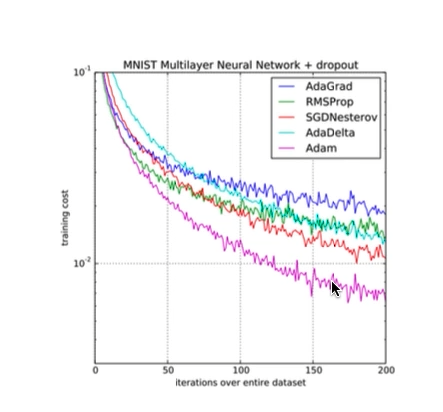 MNIST Multilayer Neural Network + dropout
10⁻¹
AdaGrad
RMSProp
SGDNesterov
AdaDelta
Adam
training cost
10⁻²
0 50 100 150 200
iterations over entire dataset